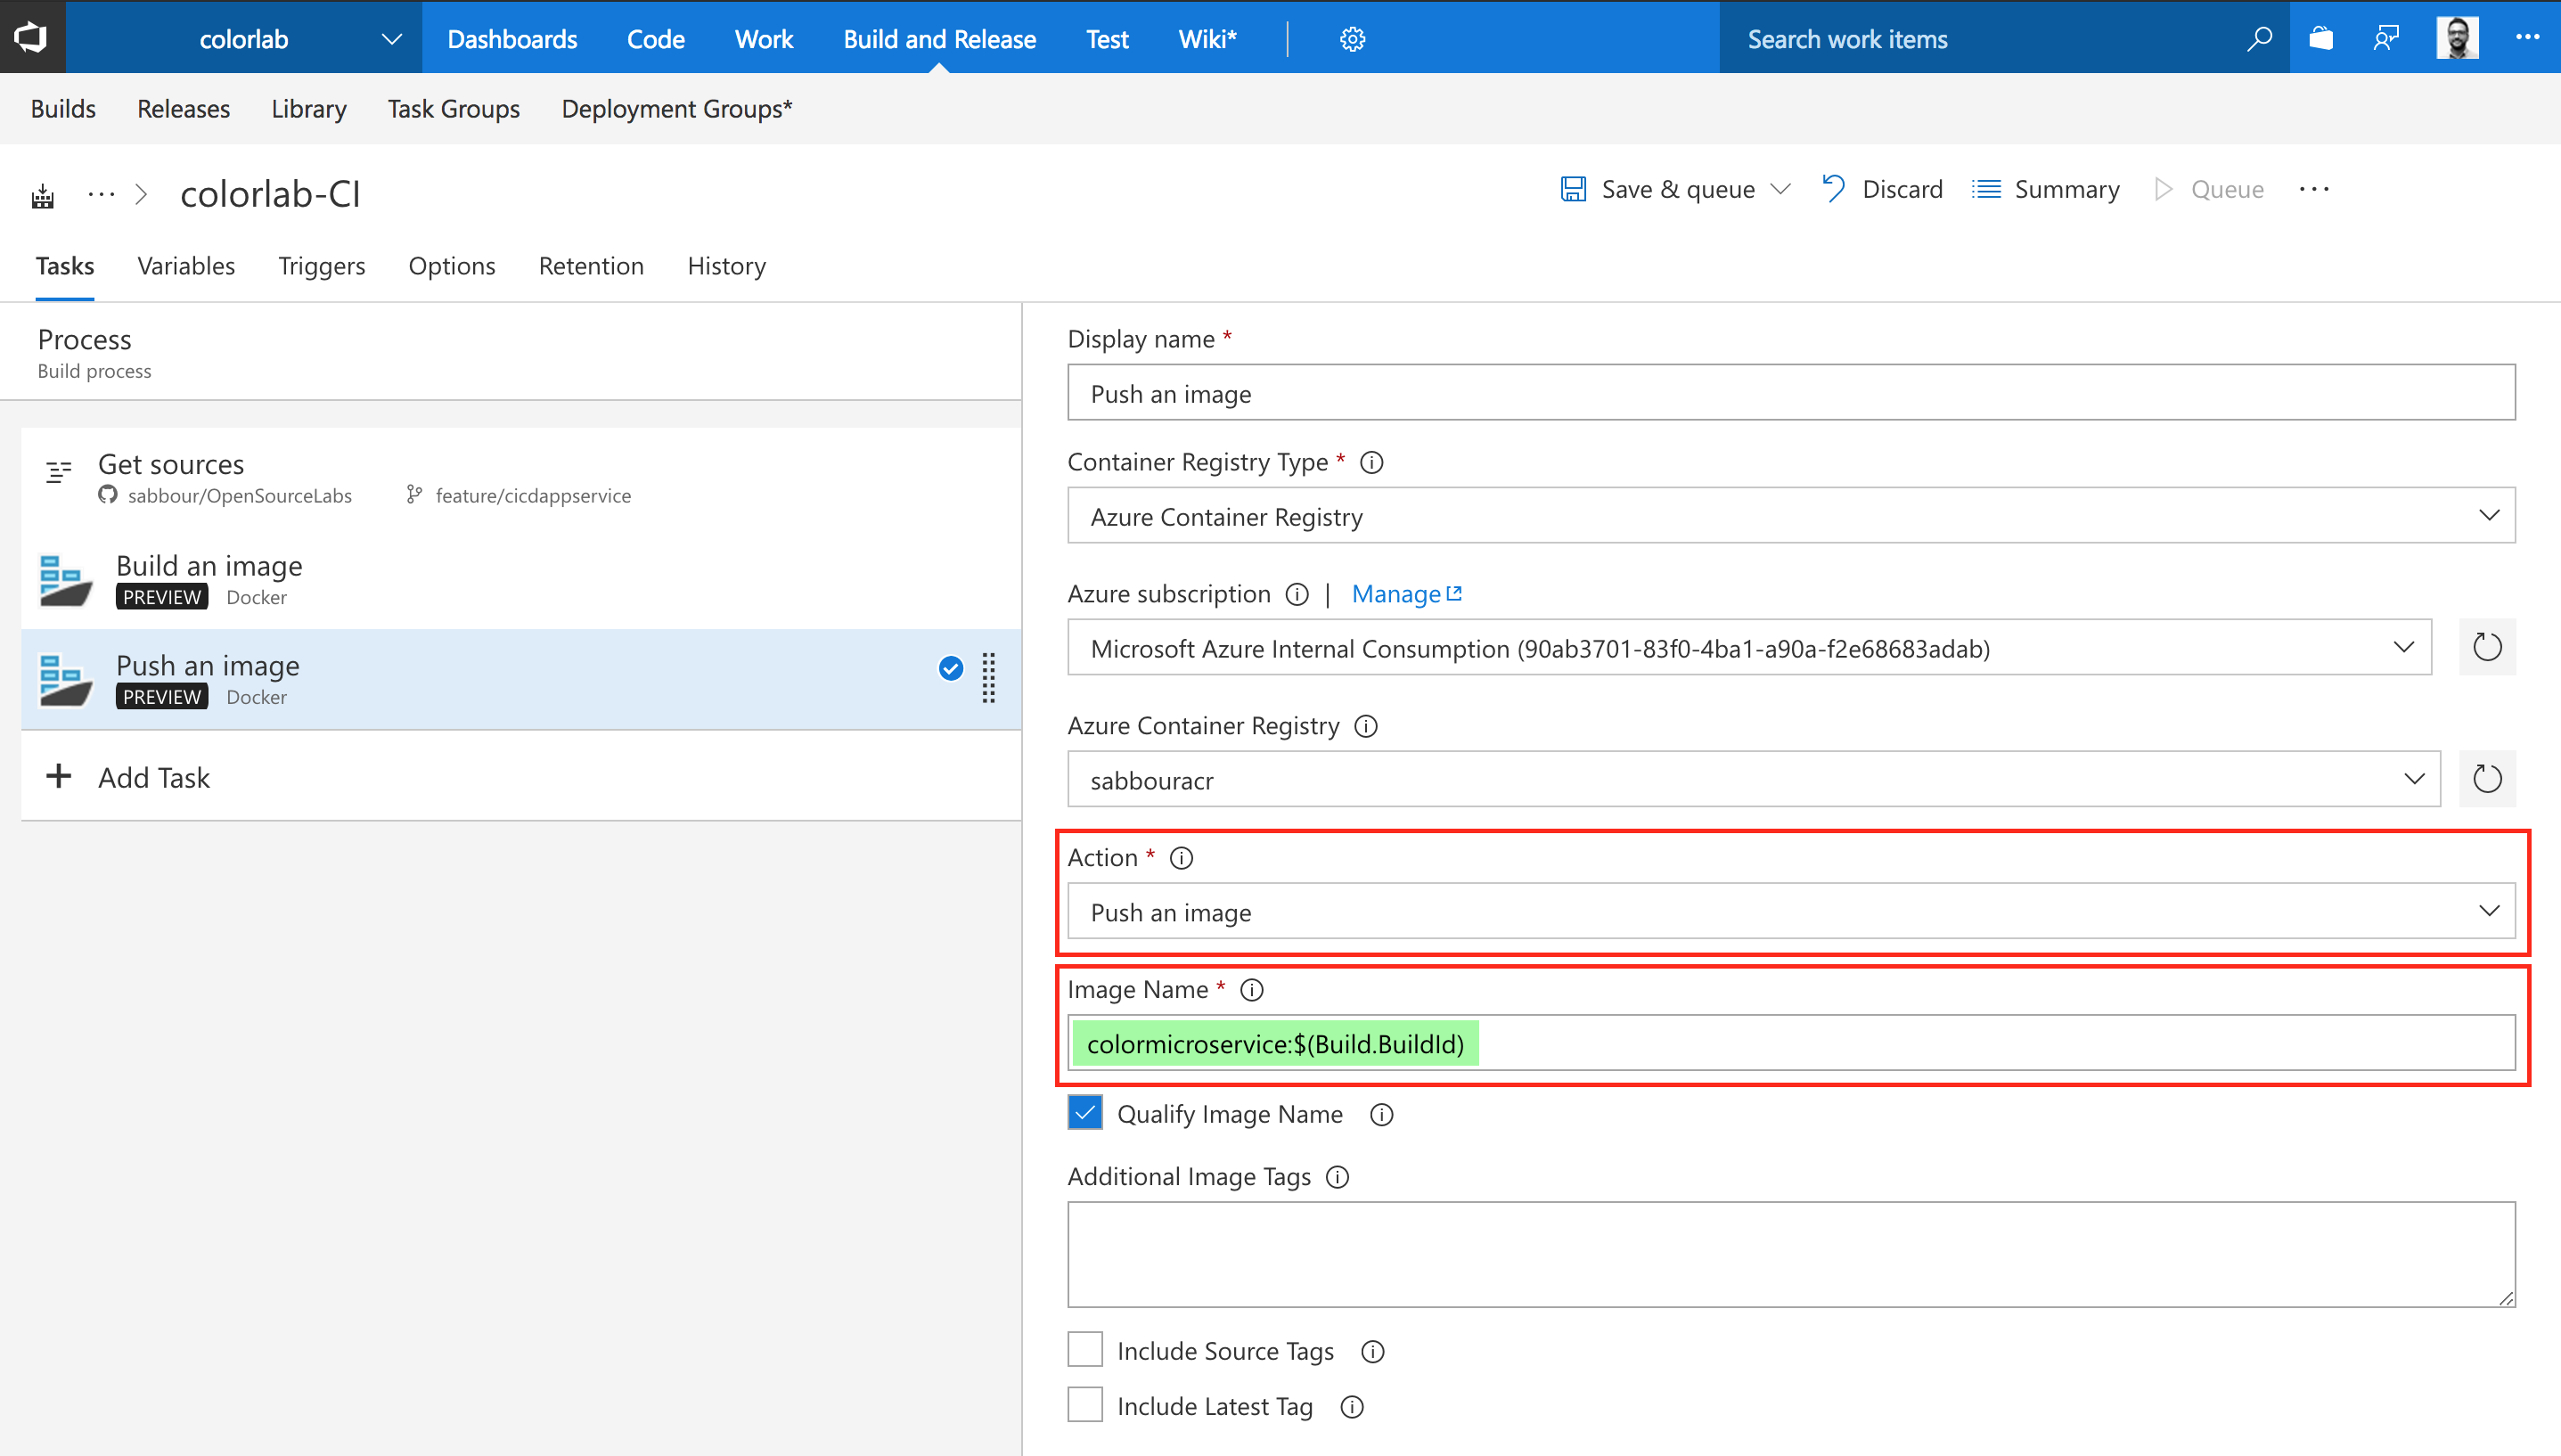 colorlab
Dashboards
Code
Work
Build and Release
Test
Wiki*
Search work items
Builds
Releases
Library
Task Groups
Deployment Groups*
colorlab-CI
Save & queue
Discard
Summary
Queue
Tasks
Variables
Triggers
Options
Retention
History
Process
Build process
Get sources
sabbour/OpenSourceLabs
feature/cicdappservice
Build an image
PREVIEW
Docker
Push an image
PREVIEW
Docker
Add Task
Display name *
Push an image
Container Registry Type *
Azure Container Registry
Azure subscription | Manage
Microsoft Azure Internal Consumption (90ab3701-83f0-4ba1-a90a-f2e68683adab)
Azure Container Registry
sabbouracr
Action *
Push an image
Image Name *
colormicroservice:$(Build.BuildId)
Qualify Image Name
Additional Image Tags
Include Source Tags
Include Latest Tag